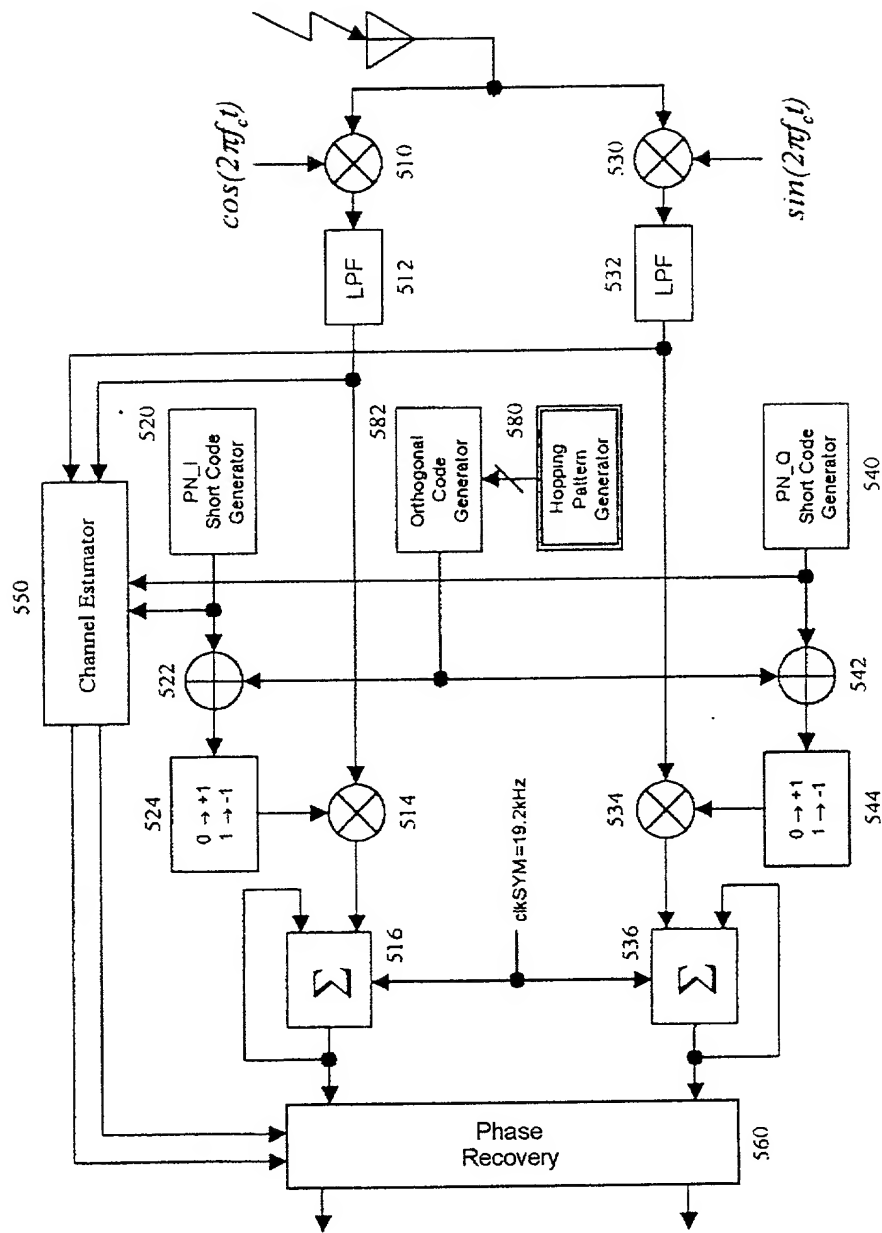 cos(2πf_ct)
510
530
sin(2πf_ct)
LPF
512
LPF
532
520
PN_I
Short Code
Generator
582
Orthogonal
Code
Generator
580
Hopping
Pattern
Generator
PN_Q
Short Code
Generator
540
550
Channel Estimator
522
542
524
0 → +1
1 → -1
514
534
0 → +1
1 → -1
544
clkSYM=19.2kHz
Σ
516
536
Σ
Phase
Recovery
560